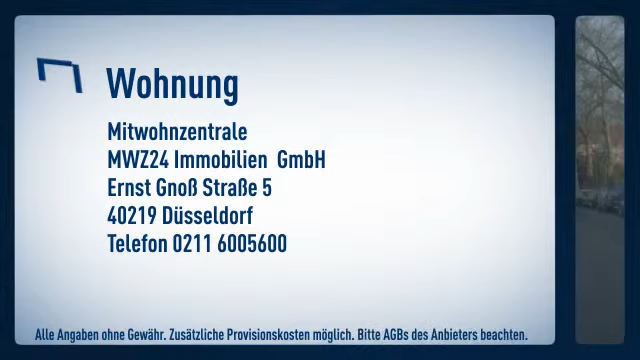 Wohnung
Mitwohnzentrale
MWZ24 Immobilien GmbH
Ernst Gnoß Straße 5
40219 Düsseldorf
Telefon 0211 6005600
Alle Angaben ohne Gewähr. Zusätzliche Provisionskosten möglich. Bitte AGBs des Anbieters beachten.